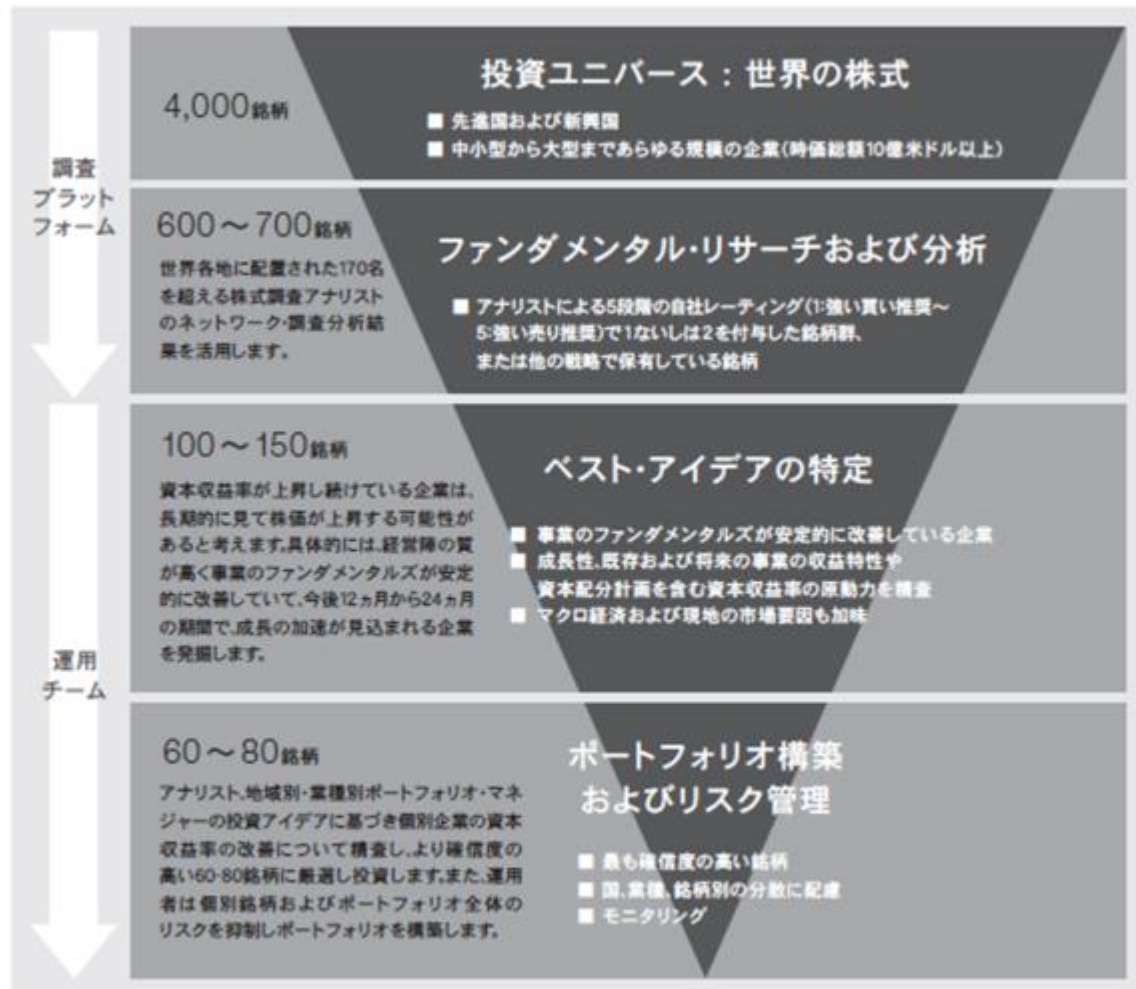 調査
プラット
フォーム
4,000銘柄
投資ユニバース：世界の株式
■ 先進国および新興国
■ 中小型から大型まであらゆる規模の企業(時価総額10億米ドル以上)
600～700銘柄
世界各地に配置された170名
を超える株式調査アナリスト
のネットワーク・調査分析結
果を活用します。
ファンダメンタル・リサーチおよび分析
■ アナリストによる5段階の自社レーティング(1:強い買い推奨～
5:強い売り推奨)で1ないしは2を付与した銘柄群、
または他の戦略で保有している銘柄
運用
チーム
100～150銘柄
資本収益率が上昇し続けている企業は、
長期的に見て株価が上昇する可能性が
あると考えます。具体的には、経営陣の質
が高く事業のファンダメンタルズが安定
的に改善していて、今後12ヵ月から24ヵ月
の期間で、成長の加速が見込まれる企業
を発掘します。
ベスト・アイデアの特定
■ 事業のファンダメンタルズが安定的に改善している企業
■ 成長性、既存および将来の事業の収益特性や
資本配分計画を含む資本収益率の原動力を精査
■ マクロ経済および現地の市場要因も加味
60～80銘柄
アナリスト、地域別・業種別ポートフォリオ・マネ
ジャーの投資アイデアに基づき個別企業の資本
収益率の改善について精査し、より確信度の
高い60-80銘柄に厳選し投資します。また、運用
者は個別銘柄およびポートフォリオ全体の
リスクを抑制しポートフォリオを構築します。
ポートフォリオ構築
およびリスク管理
■ 最も確信度の高い銘柄
■ 国、業種、銘柄別の分散に配慮
■ モニタリング